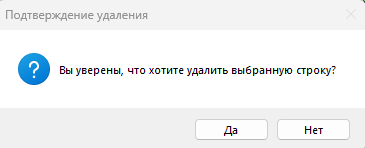 Подтверждение удаления
Вы уверены, что хотите удалить выбранную строку?
Да
Нет